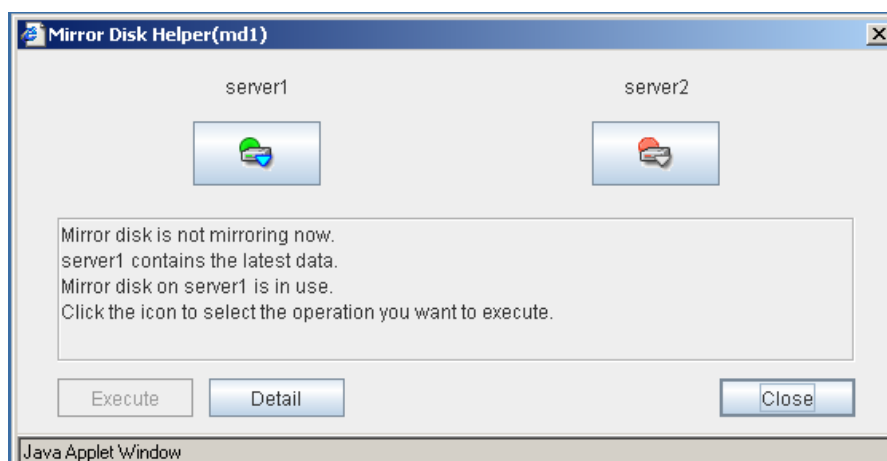 Mirror Disk Helper(md1)
server1 server2
Mirror disk is not mirroring now.
server1 contains the latest data.
Mirror disk on server1 is in use.
Click the icon to select the operation you want to execute.
Execute Detail Close
Java Applet Window